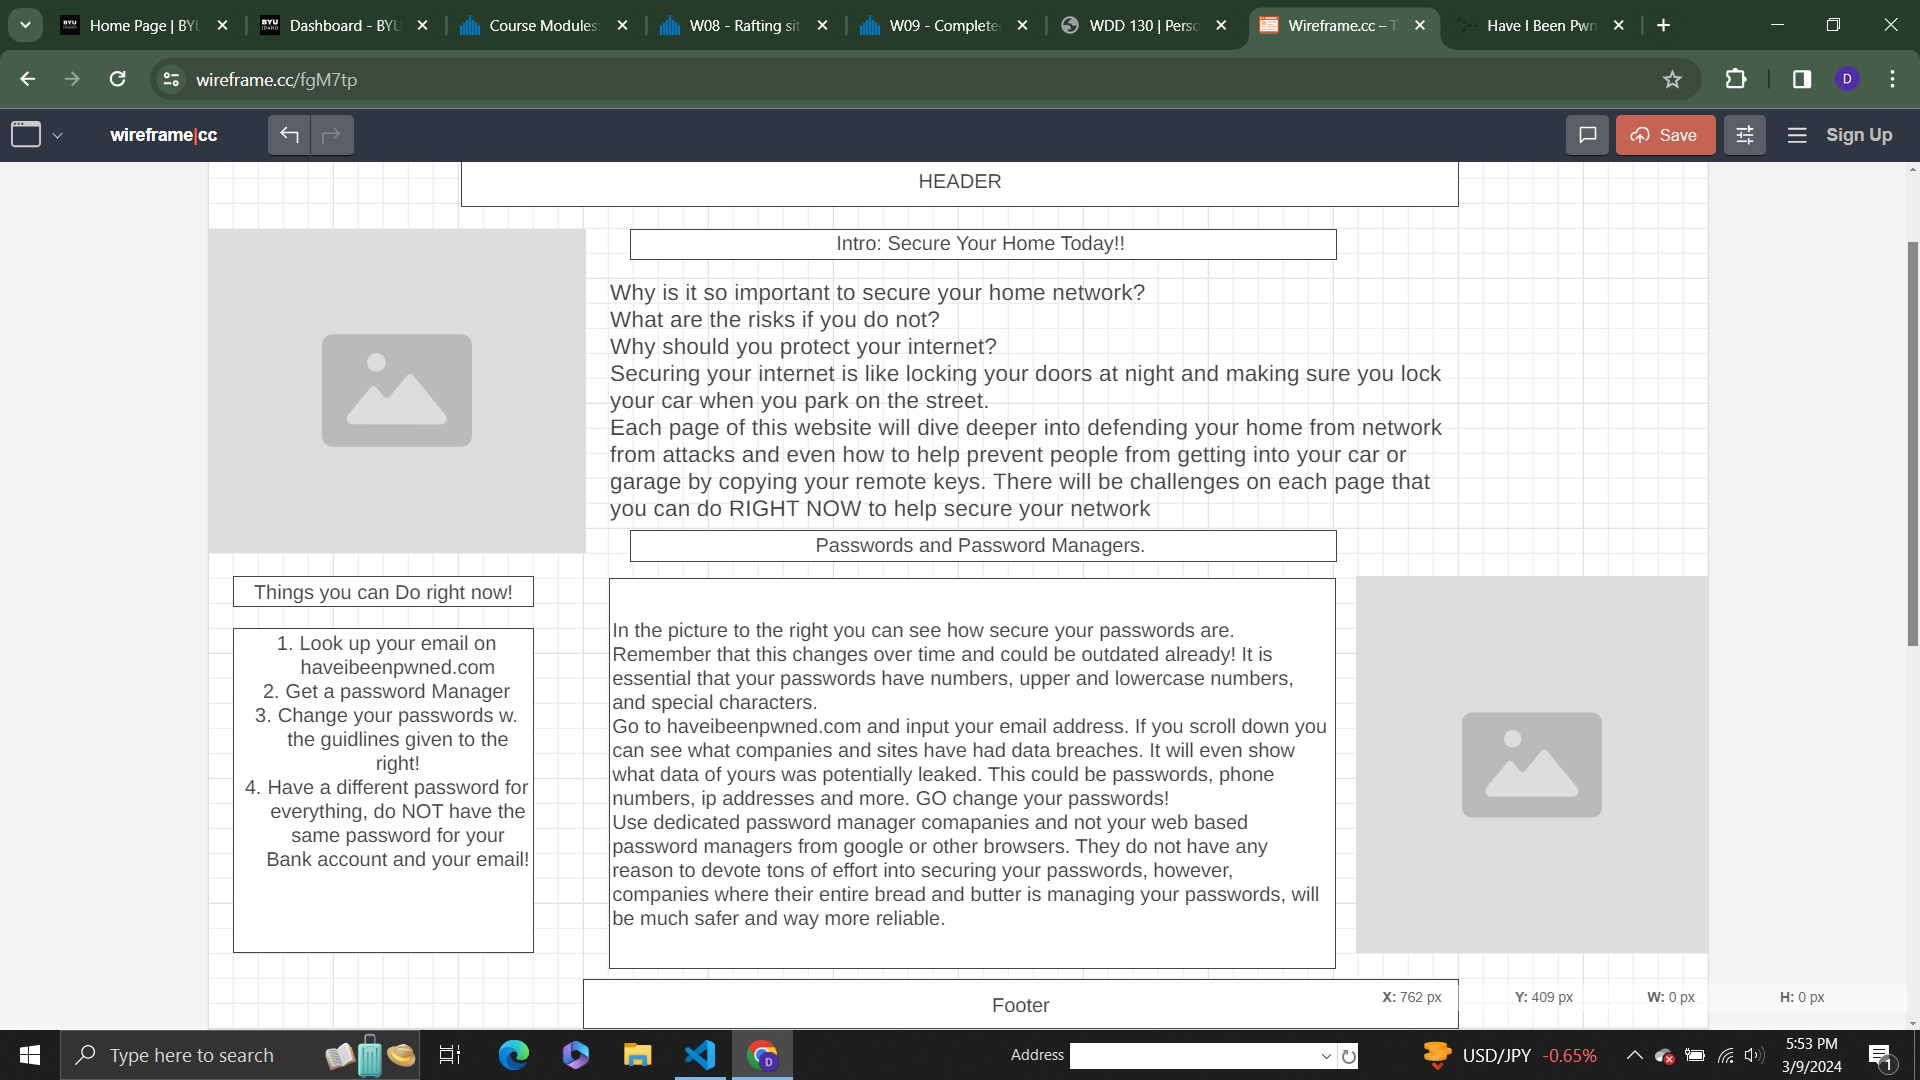 Home Page | BYU
Dashboard - BYU
Course Modules:
W08 - Rafting sit
W09 - Completed
WDD 130 | Perso
Wireframe.cc – T
Have I Been Pwn
wireframe.cc/fgM7tp
D
wireframe|cc
Save
Sign Up
HEADER
Intro: Secure Your Home Today!!
Why is it so important to secure your home network?
What are the risks if you do not?
Why should you protect your internet?
Securing your internet is like locking your doors at night and making sure you lock
your car when you park on the street.
Each page of this website will dive deeper into defending your home from network
from attacks and even how to help prevent people from getting into your car or
garage by copying your remote keys. There will be challenges on each page that
you can do RIGHT NOW to help secure your network
Passwords and Password Managers.
Things you can Do right now!
1. Look up your email on
haveibeenpwned.com
2. Get a password Manager
3. Change your passwords w.
the guidlines given to the
right!
4. Have a different password for
everything, do NOT have the
same password for your
Bank account and your email!
In the picture to the right you can see how secure your passwords are.
Remember that this changes over time and could be outdated already! It is
essential that your passwords have numbers, upper and lowercase numbers,
and special characters.
Go to haveibeenpwned.com and input your email address. If you scroll down you
can see what companies and sites have had data breaches. It will even show
what data of yours was potentially leaked. This could be passwords, phone
numbers, ip addresses and more. GO change your passwords!
Use dedicated password manager comapanies and not your web based
password managers from google or other browsers. They do not have any
reason to devote tons of effort into securing your passwords, however,
companies where their entire bread and butter is managing your passwords, will
be much safer and way more reliable.
Footer
X: 762 px Y: 409 px W: 0 px H: 0 px
Type here to search
Address
USD/JPY -0.65%
5:53 PM
3/9/2024
1